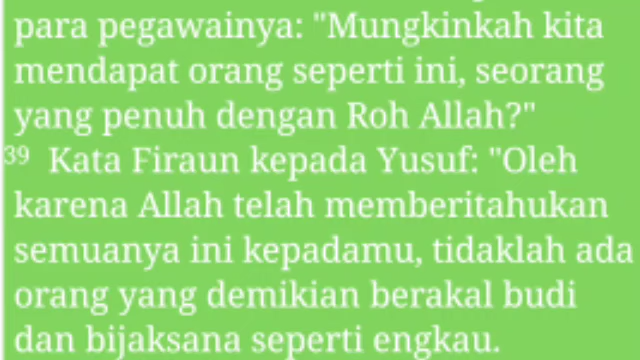 para pegawainya: "Mungkinkah kita
mendapat orang seperti ini, seorang
yang penuh dengan Roh Allah?"
39 Kata Firaun kepada Yusuf: "Oleh
karena Allah telah memberitahukan
semuanya ini kepadamu, tidaklah ada
orang yang demikian berakal budi
dan bijaksana seperti engkau.